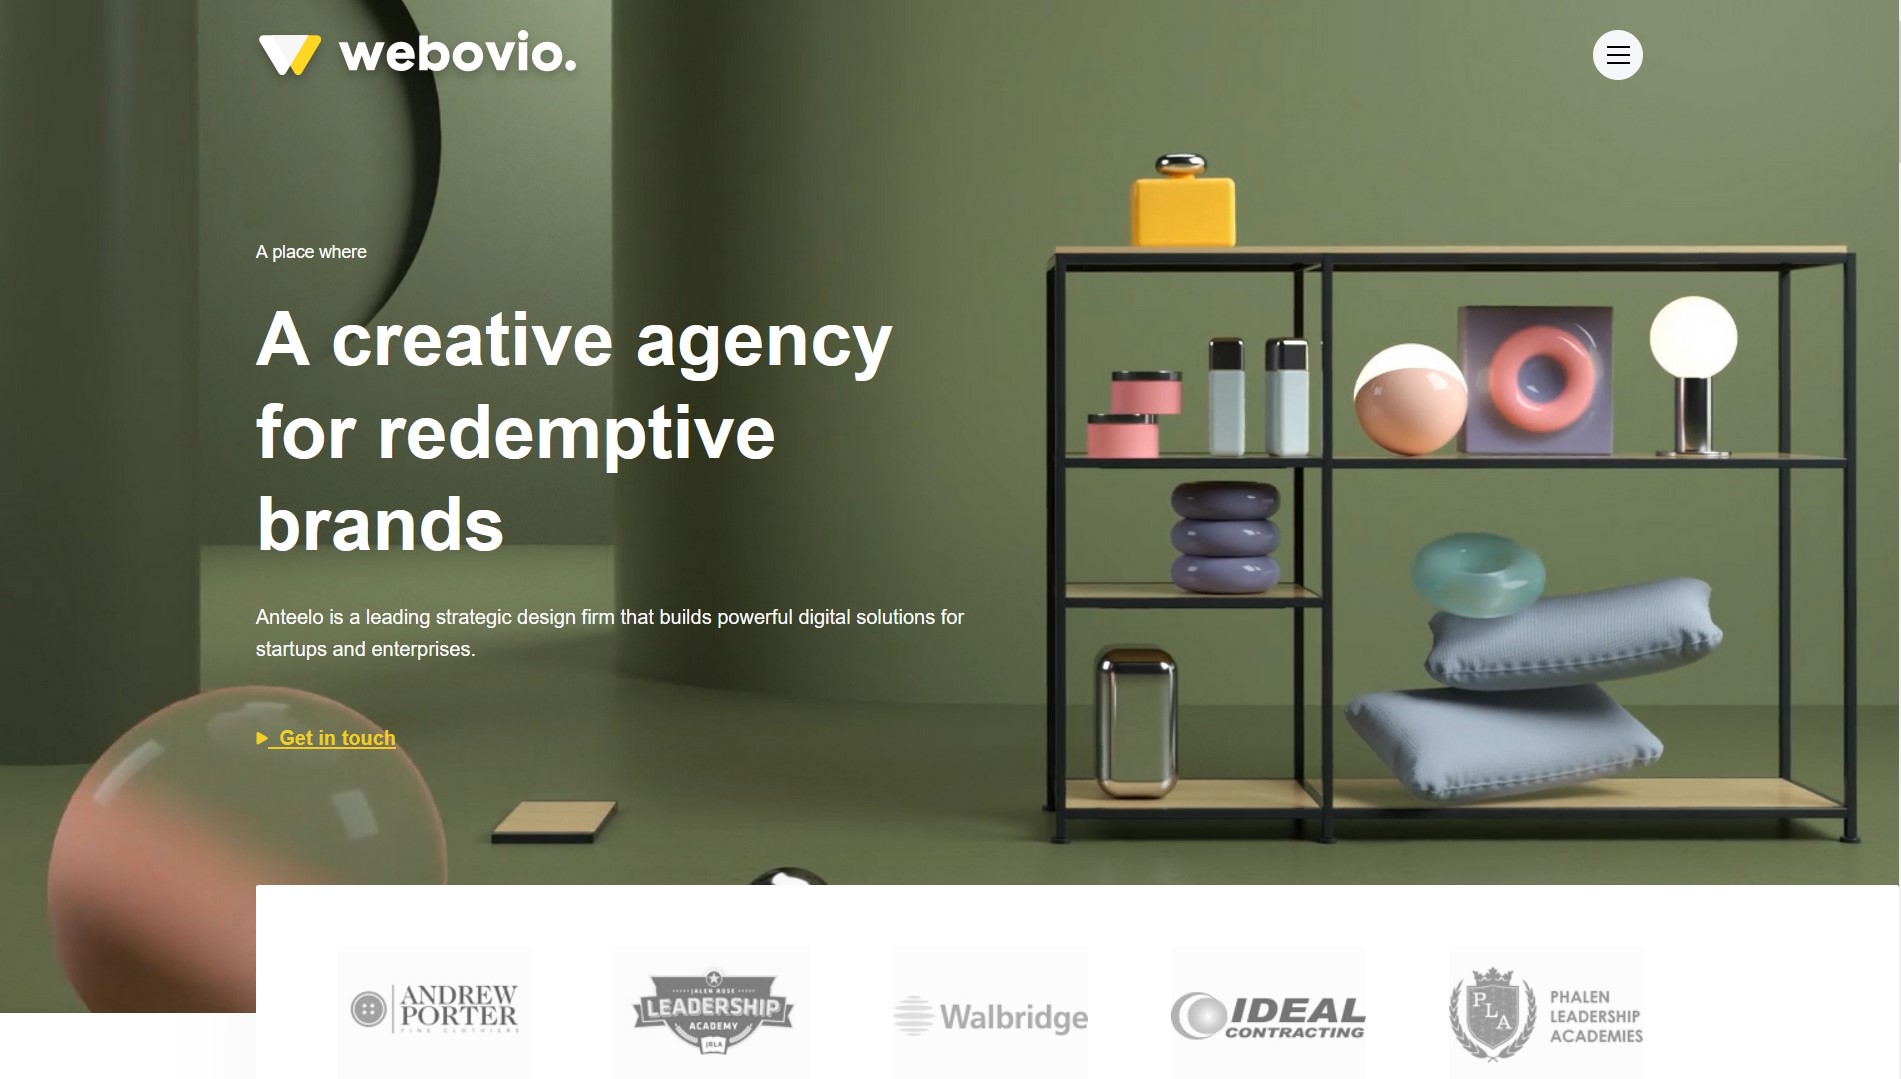 webovio.
A place where
A creative agency
for redemptive
brands
Anteelo is a leading strategic design firm that builds powerful digital solutions for
startups and enterprises.
Get in touch
ANDREW
PORTER
FINE CLOTHIERS
JALEN ROSE
LEADERSHIP
ACADEMY
JRLA
Walbridge
IDEAL
CONTRACTING
PLA
PHALEN
LEADERSHIP
ACADEMIES